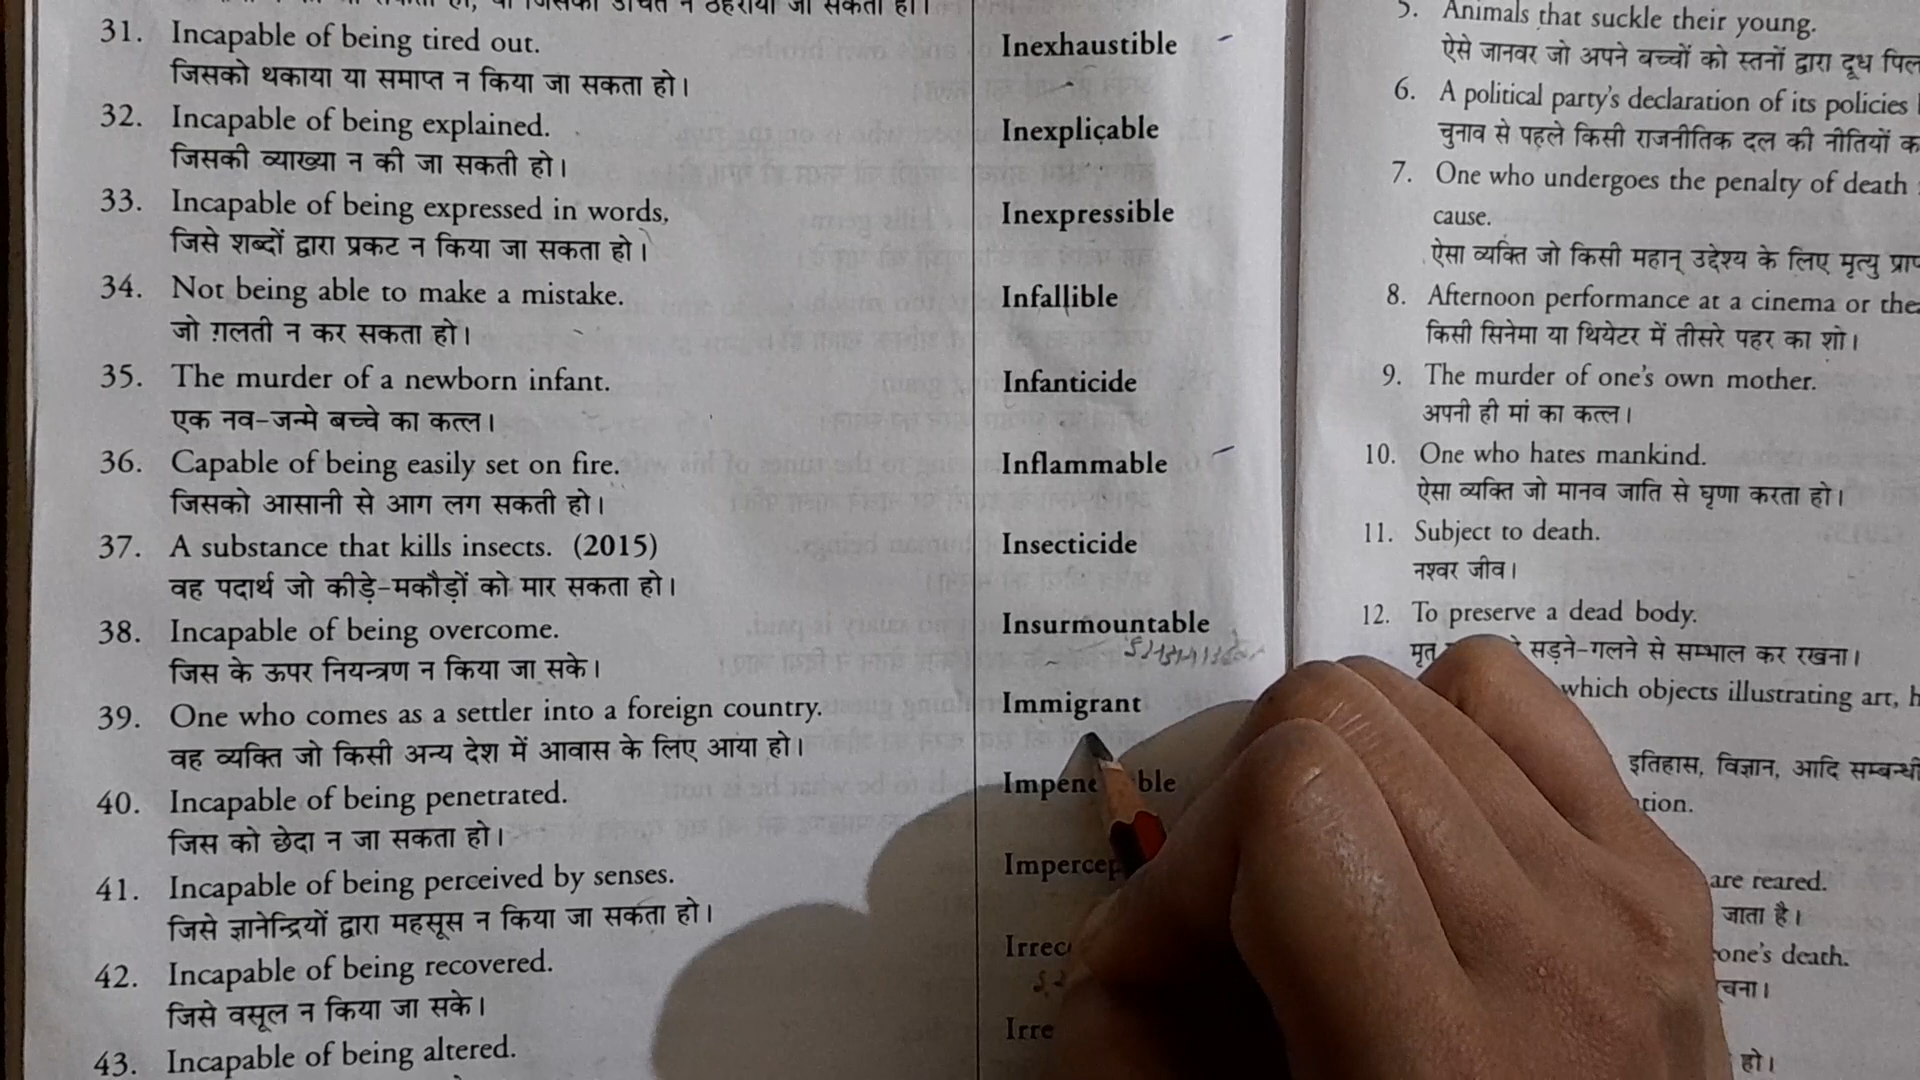 31. Incapable of being tired out. Inexhaustible
जिसको थकाया या समाप्त न किया जा सकता हो।
32. Incapable of being explained. Inexplicable
जिसकी व्याख्या न की जा सकती हो।
33. Incapable of being expressed in words, Inexpressible
जिसे शब्दों द्वारा प्रकट न किया जा सकता हो।
34. Not being able to make a mistake. Infallible
जो ग़लती न कर सकता हो।
35. The murder of a newborn infant. Infanticide
एक नव-जन्मे बच्चे का कत्ल।
36. Capable of being easily set on fire. Inflammable
जिसको आसानी से आग लग सकती हो।
37. A substance that kills insects. (2015) Insecticide
वह पदार्थ जो कीड़े-मकौड़ों को मार सकता हो।
38. Incapable of being overcome. Insurmountable
जिस के ऊपर नियन्त्रण न किया जा सके।
39. One who comes as a settler into a foreign country. Immigrant
वह व्यक्ति जो किसी अन्य देश में आवास के लिए आया हो।
40. Incapable of being penetrated.
जिस को छेदा न जा सकता हो।
41. Incapable of being perceived by senses.
जिसे ज्ञानेन्द्रियों द्वारा महसूस न किया जा सकता हो।
42. Incapable of being recovered.
जिसे वसूल न किया जा सके।
43. Incapable of being altered.
5. Animals that suckle their young.
ऐसे जानवर जो अपने बच्चों को स्तनों द्वारा दूध
6. A political party's declaration of its policies
चुनाव से पहले किसी राजनीतिक दल की नीतियों
7. One who undergoes the penalty of death
cause.
ऐसा व्यक्ति जो किसी महान् उद्देश्य के लिए मृत्यु
8. Afternoon performance at a cinema or
किसी सिनेमा या थियेटर में तीसरे पहर का शो।
9. The murder of one's own mother.
अपनी ही मां का कत्ल।
10. One who hates mankind.
ऐसा व्यक्ति जो मानव जाति से घृणा करता हो।
11. Subject to death.
नश्वर जीव।
12. To preserve a dead body.
मृत सड़ने-गलने से सम्भाल कर रखना।
which objects illustrating art,
इतिहास, विज्ञान, आदि
are reared.
जाता है।
one's death.
हो।